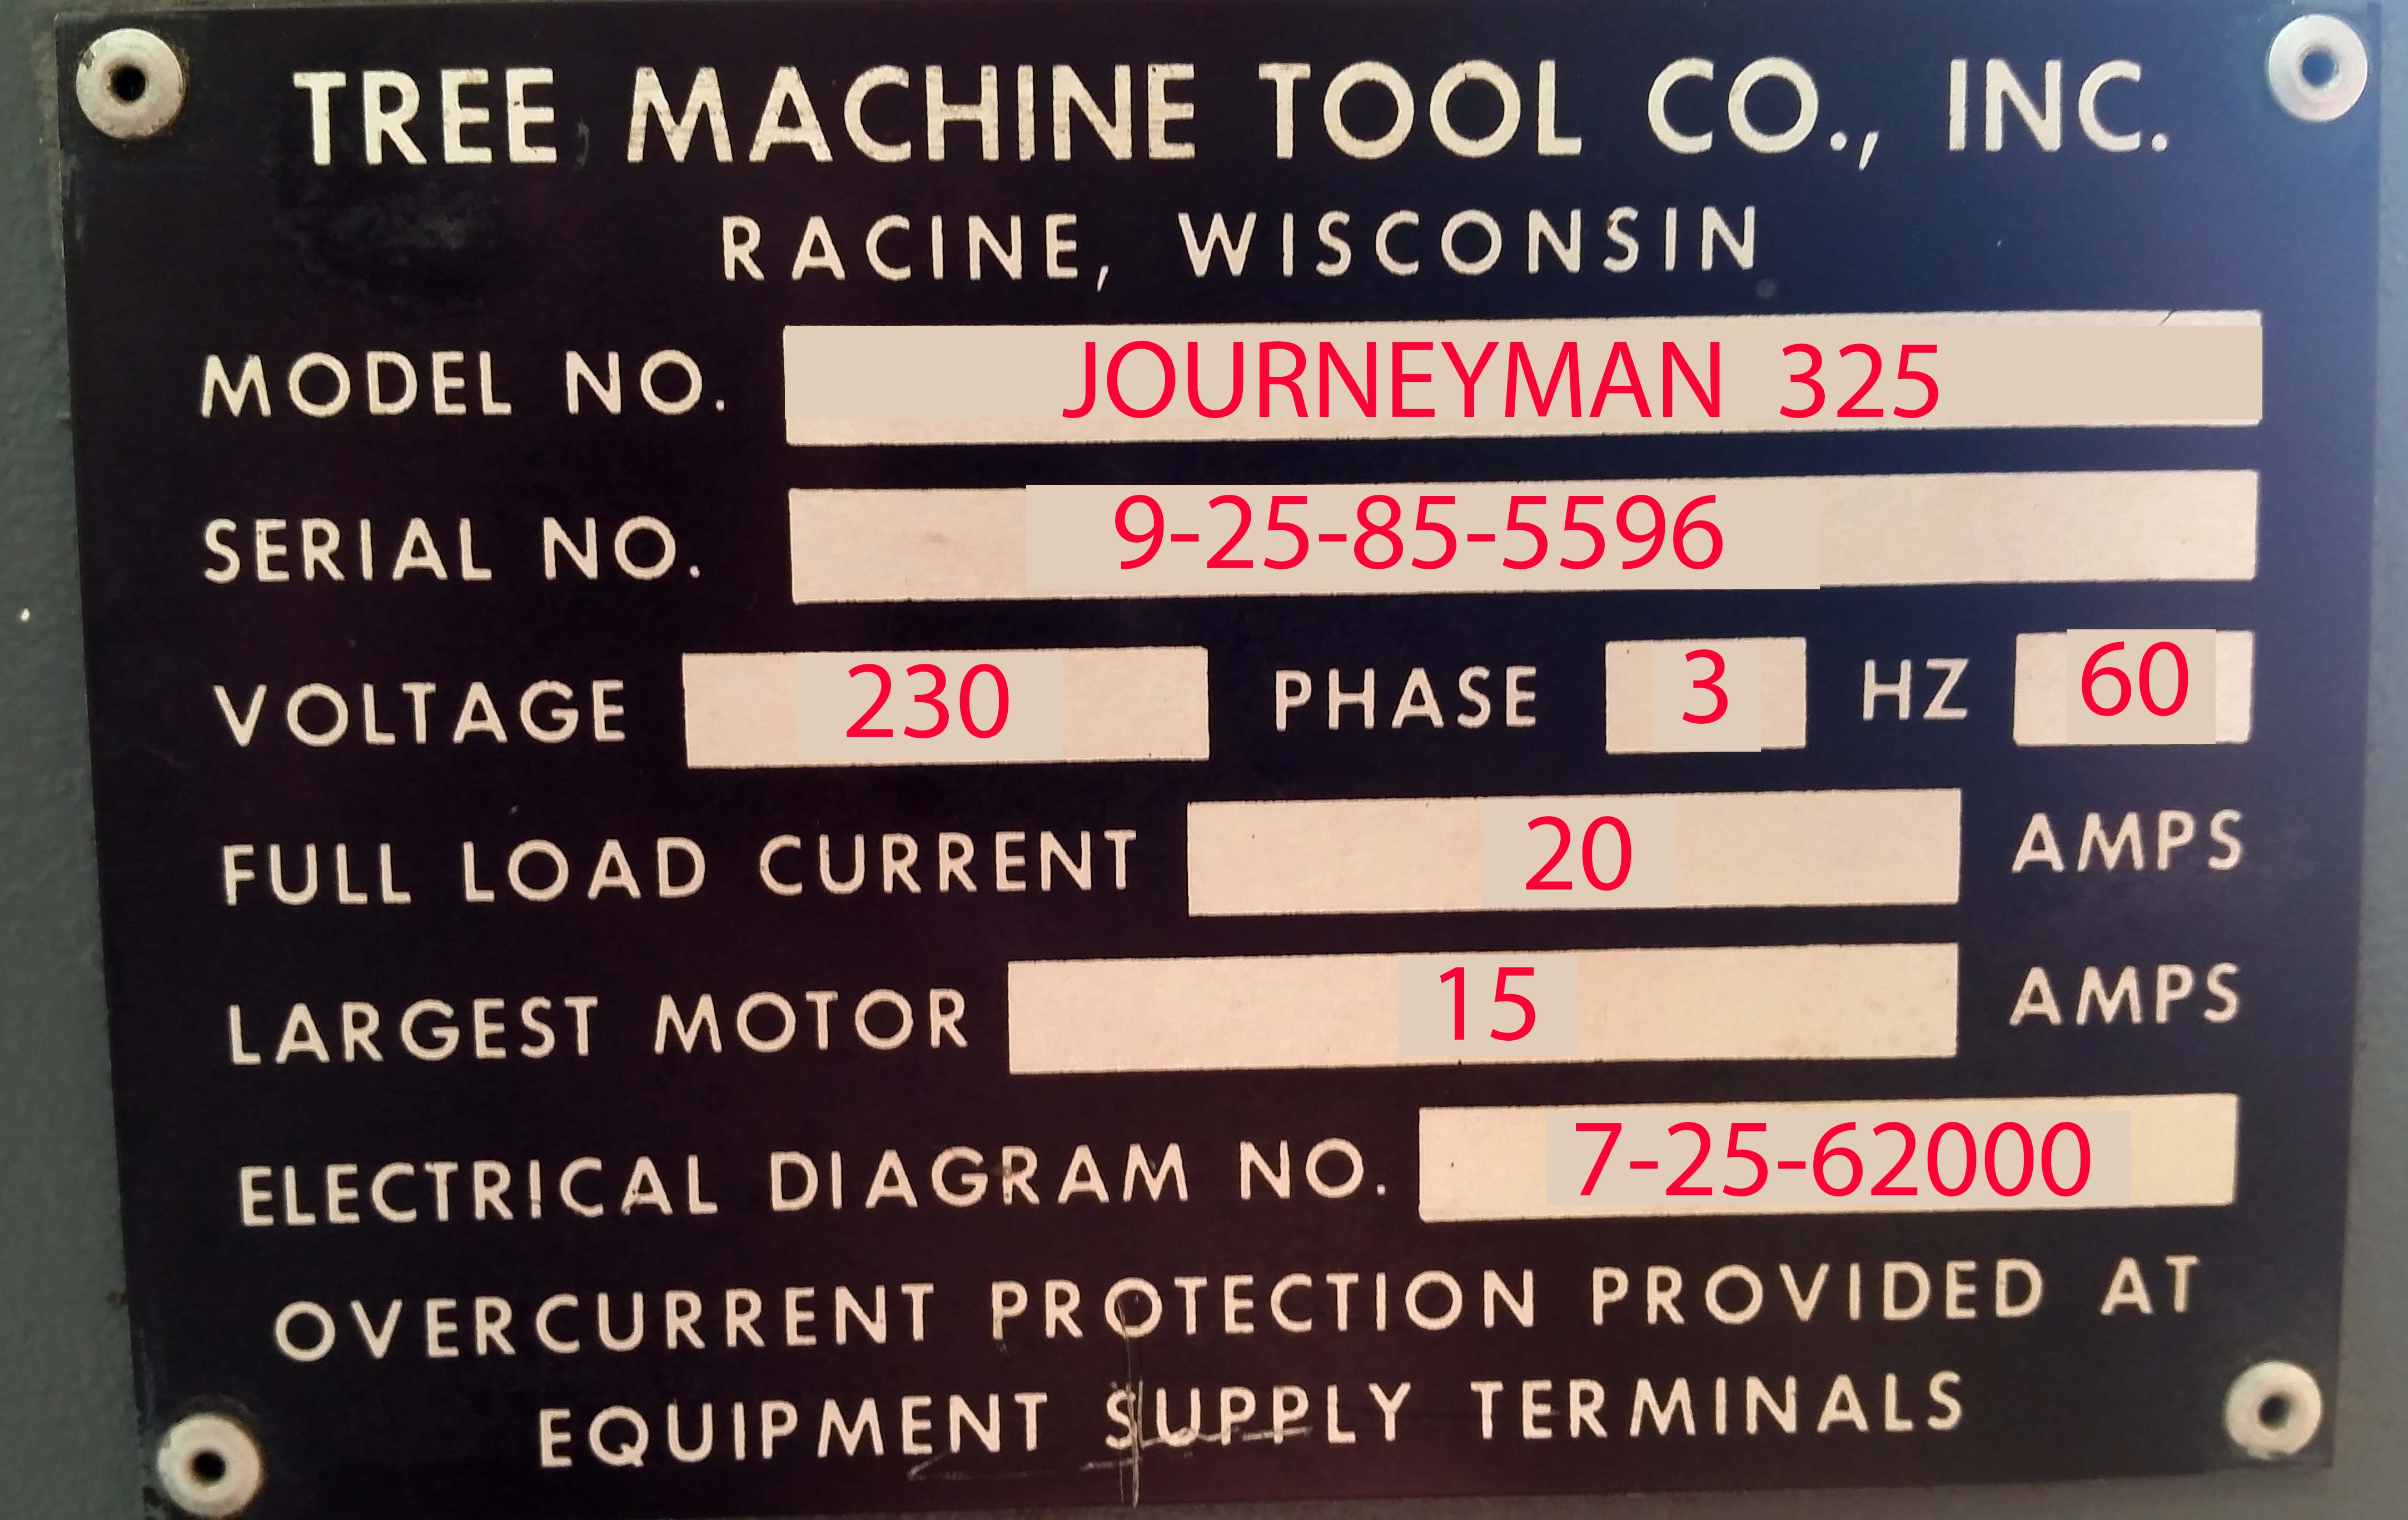 TREE MACHINE TOOL CO., INC.
RACINE, WISCONSIN
MODEL NO. JOURNEYMAN 325
SERIAL NO. 9-25-85-5596
VOLTAGE 230 PHASE 3 HZ 60
FULL LOAD CURRENT 20 AMPS
LARGEST MOTOR 15 AMPS
ELECTRICAL DIAGRAM NO. 7-25-62000
OVERCURRENT PROTECTION PROVIDED AT
EQUIPMENT SUPPLY TERMINALS